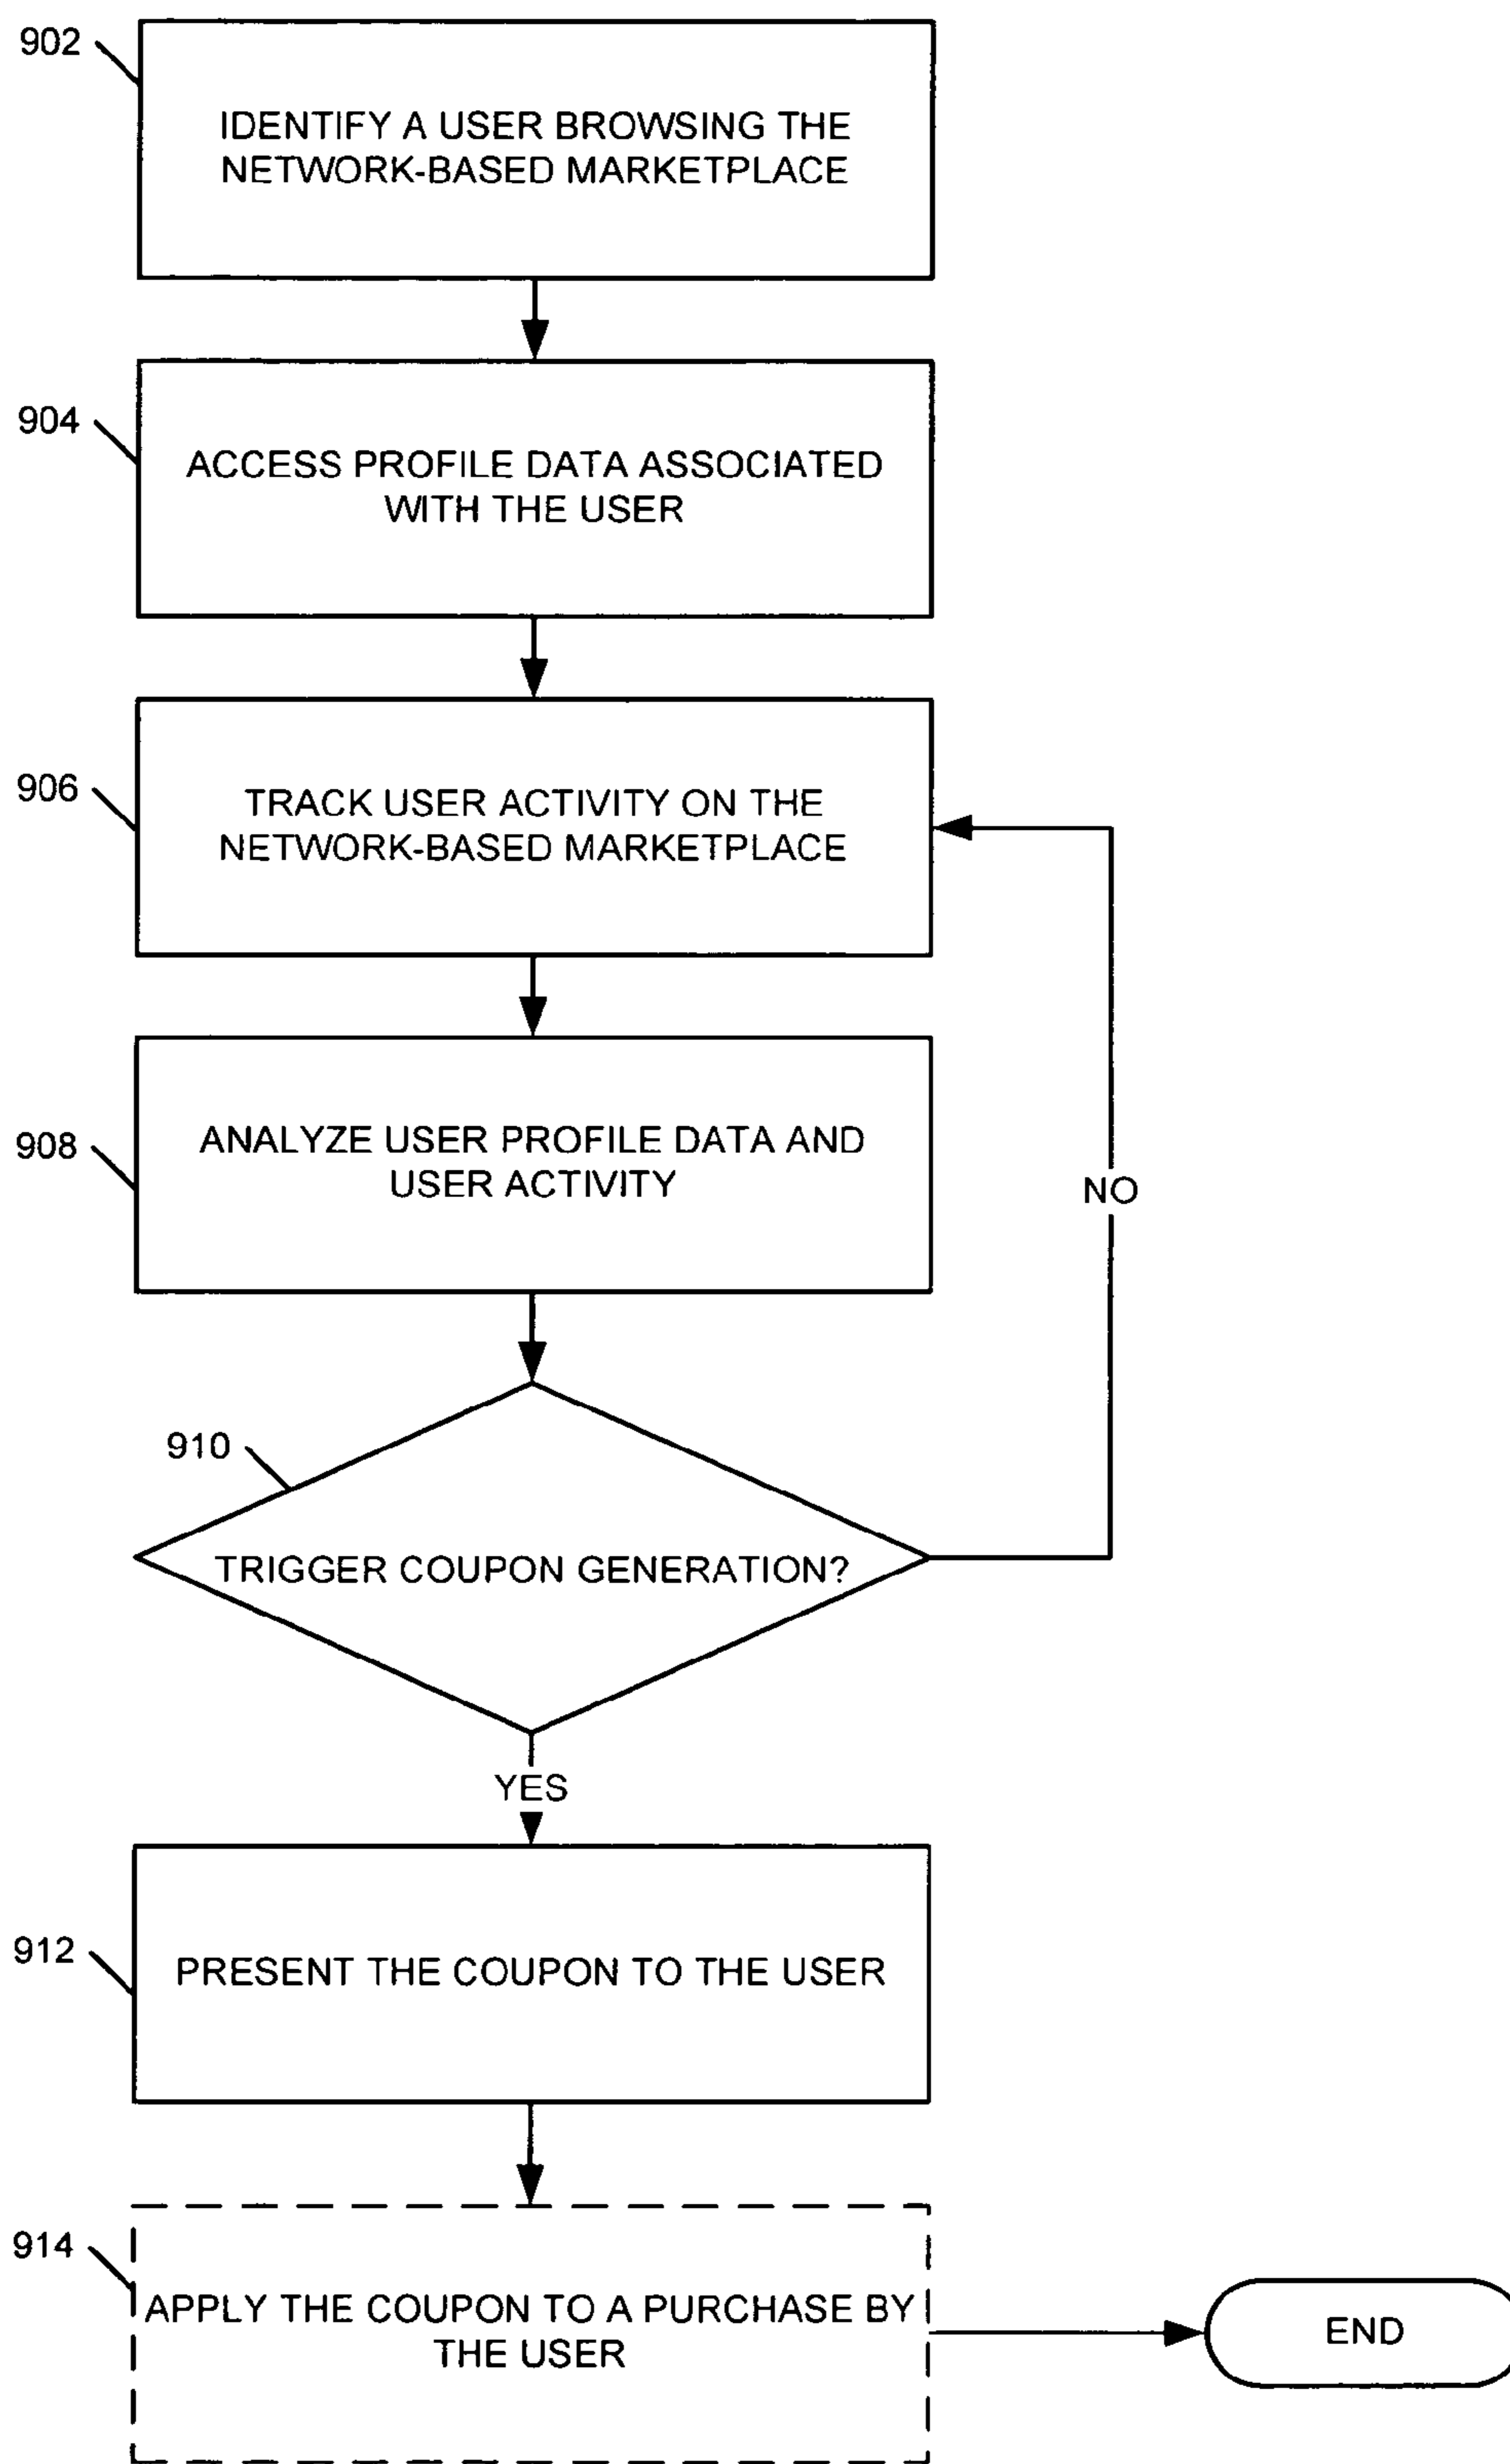 902
IDENTIFY A USER BROWSING THE
NETWORK-BASED MARKETPLACE
904
ACCESS PROFILE DATA ASSOCIATED
WITH THE USER
906
TRACK USER ACTIVITY ON THE
NETWORK-BASED MARKETPLACE
908
ANALYZE USER PROFILE DATA AND
USER ACTIVITY
NO
910
TRIGGER COUPON GENERATION?
YES
912
PRESENT THE COUPON TO THE USER
914
APPLY THE COUPON TO A PURCHASE BY
THE USER
END